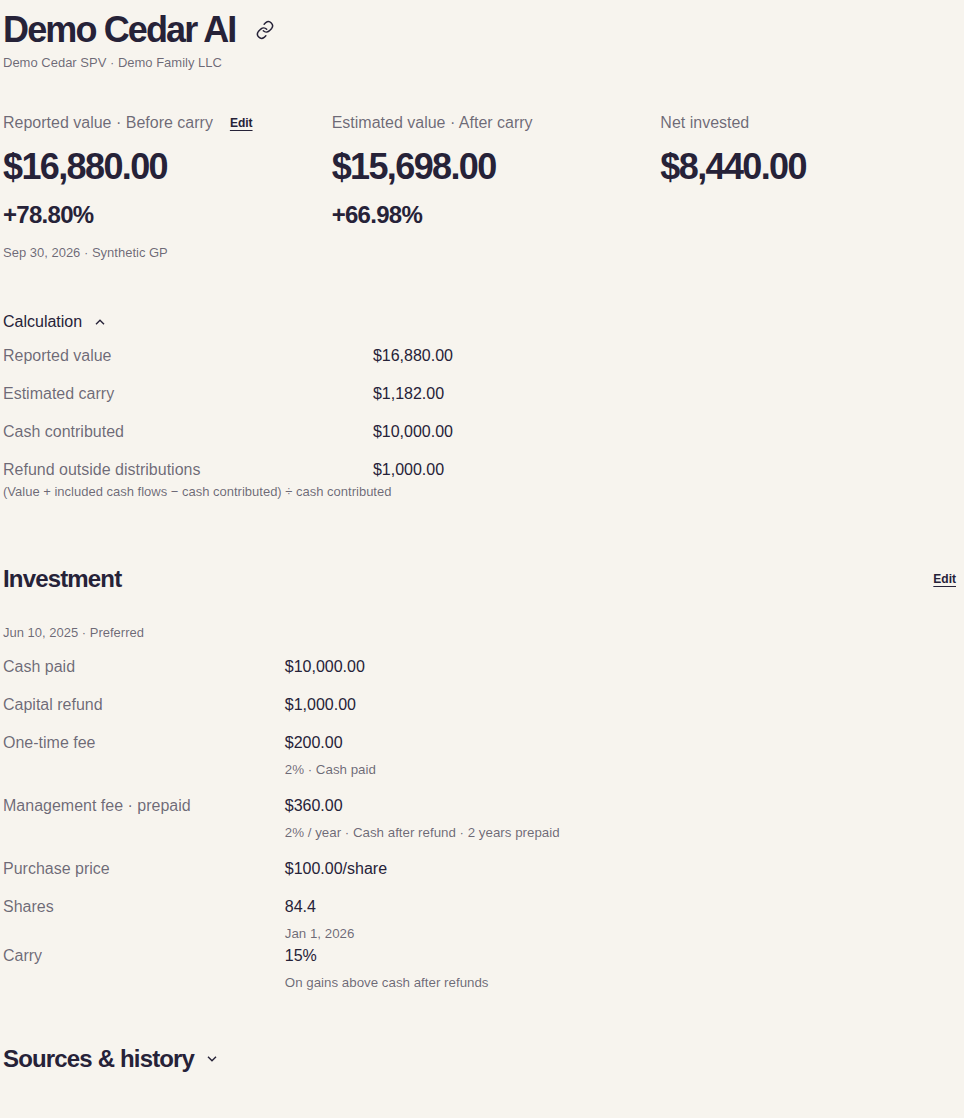 Demo Cedar AI
Demo Cedar SPV · Demo Family LLC
Reported value · Before carry Edit
$16,880.00
+78.80%
Sep 30, 2026 · Synthetic GP
Estimated value · After carry
$15,698.00
+66.98%
Net invested
$8,440.00
Calculation
Reported value $16,880.00
Estimated carry $1,182.00
Cash contributed $10,000.00
Refund outside distributions $1,000.00
(Value + included cash flows − cash contributed) ÷ cash contributed
Investment Edit
Jun 10, 2025 · Preferred
Cash paid $10,000.00
Capital refund $1,000.00
One-time fee $200.00
2% · Cash paid
Management fee · prepaid $360.00
2% / year · Cash after refund · 2 years prepaid
Purchase price $100.00/share
Shares 84.4
Jan 1, 2026
Carry 15%
On gains above cash after refunds
Sources & history